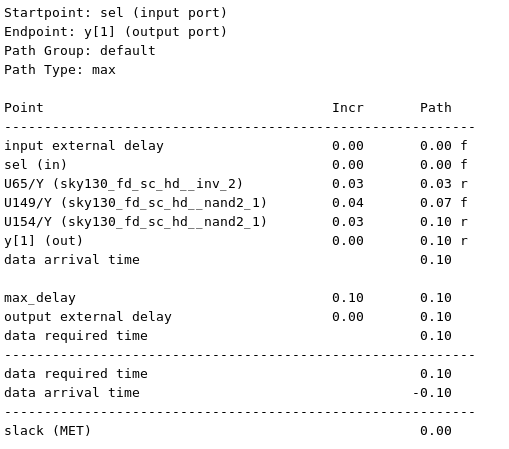 Startpoint: sel (input port)
Endpoint: y[1] (output port)
Path Group: default
Path Type: max

Point                                    Incr       Path
-----------------------------------------------------------
input external delay                     0.00       0.00 f
sel (in)                                 0.00       0.00 f
U65/Y (sky130_fd_sc_hd__inv_2)           0.03       0.03 r
U149/Y (sky130_fd_sc_hd__nand2_1)        0.04       0.07 f
U154/Y (sky130_fd_sc_hd__nand2_1)        0.03       0.10 r
y[1] (out)                               0.00       0.10 r
data arrival time                                   0.10

max_delay                                0.10       0.10
output external delay                    0.00       0.10
data required time                                  0.10
-----------------------------------------------------------
data required time                                  0.10
data arrival time                                  -0.10
-----------------------------------------------------------
slack (MET)                                         0.00